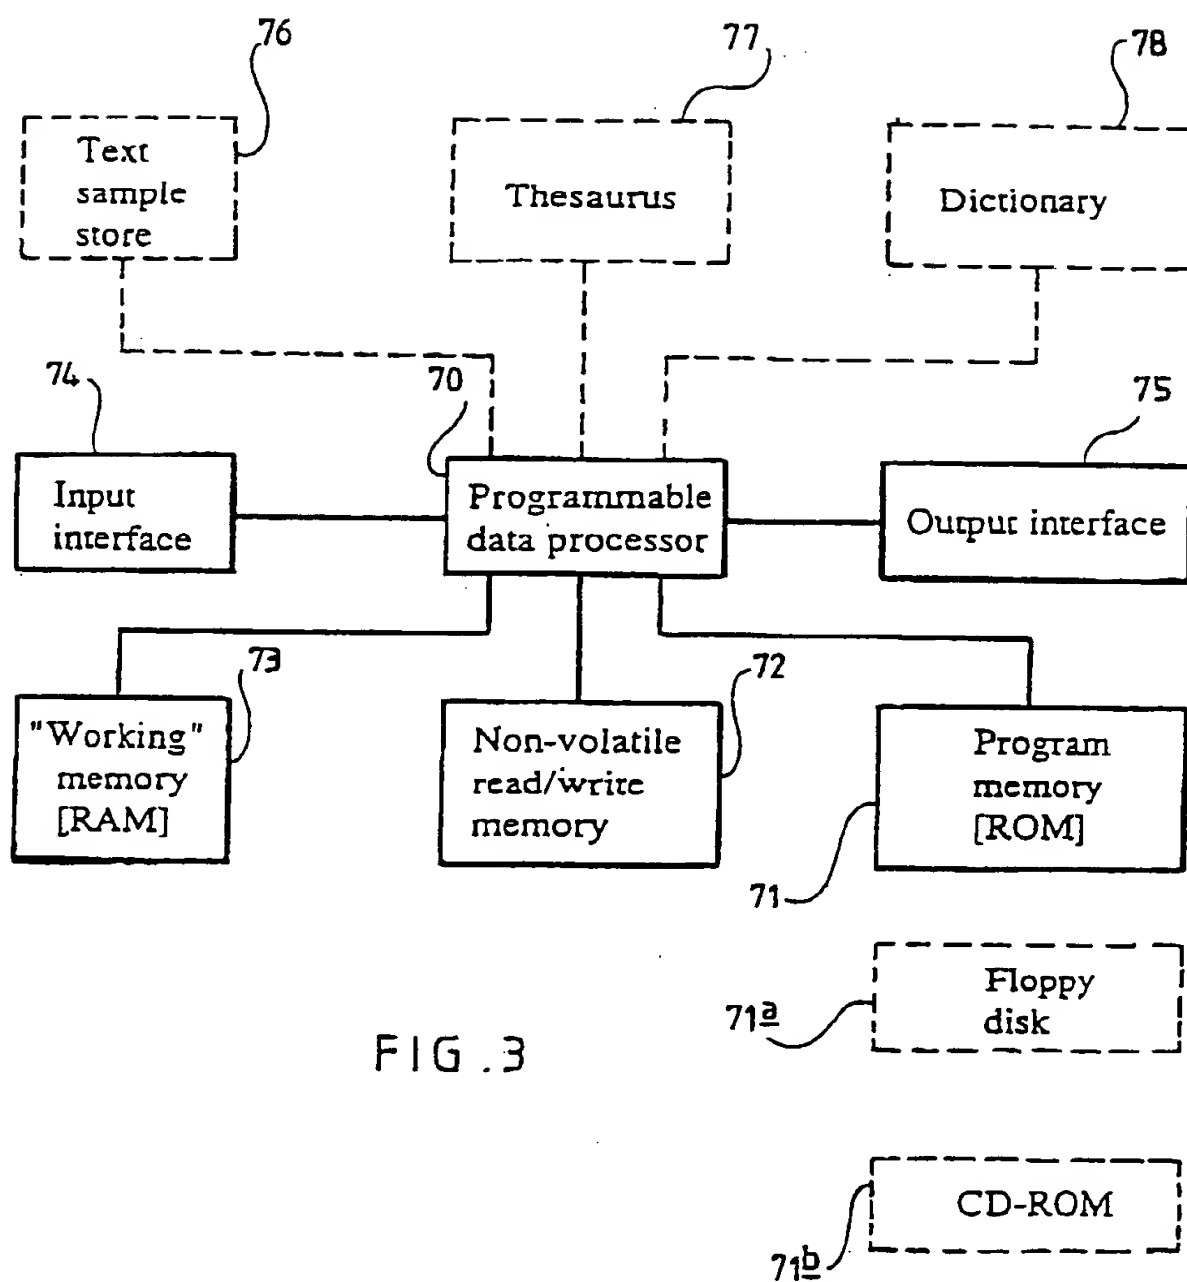 76
77
78
Text
sample
store
Thesaurus
Dictionary
74
70
75
Input
interface
Programmable
data processor
Output interface
73
72
"Working"
memory
[RAM]
Non-volatile
read/write
memory
Program
memory
[ROM]
71
Floppy
disk
71a
FIG.3
CD-ROM
71b